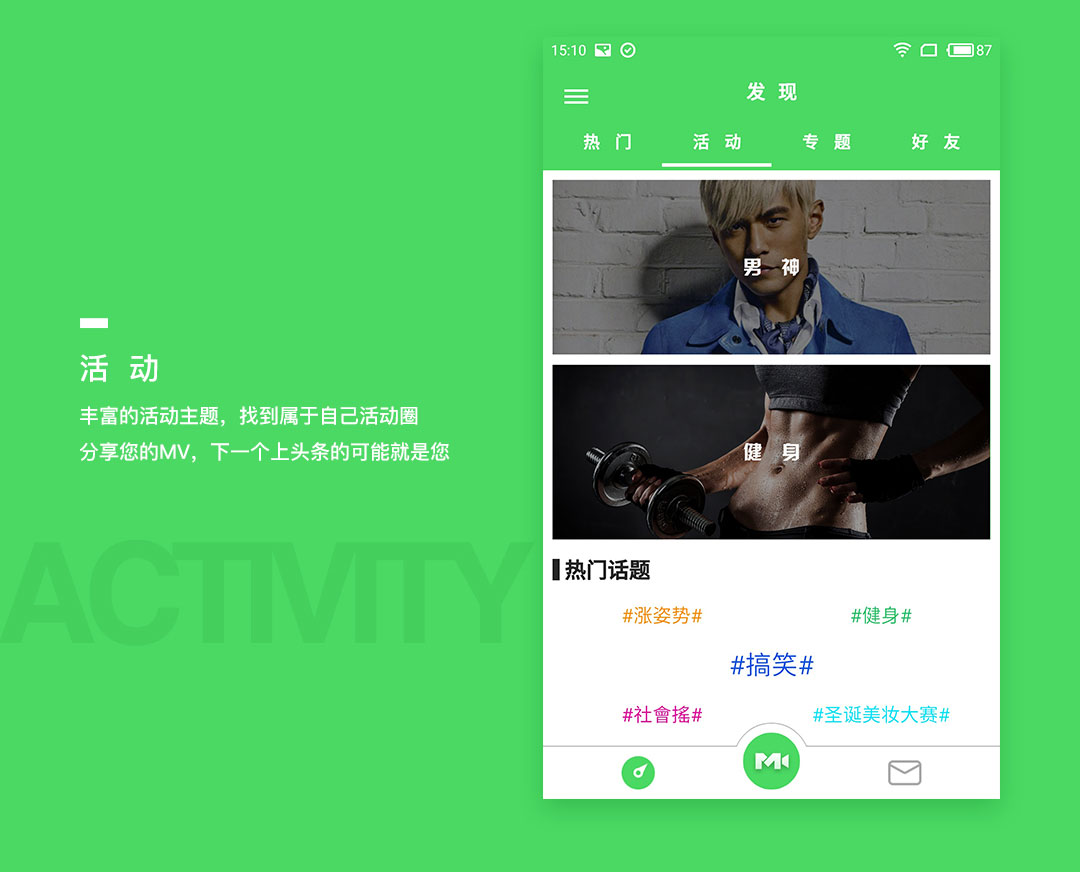 活 动
丰富的活动主题，找到属于自己活动圈
分享您的MV，下一个上头条的可能就是您
ACTIVITY
15:10
87
发 现
热 门 活 动 专 题 好 友
男 神
健 身
热门话题
#涨姿势# #健身#
#搞笑#
#社會搖# #圣诞美妆大赛#